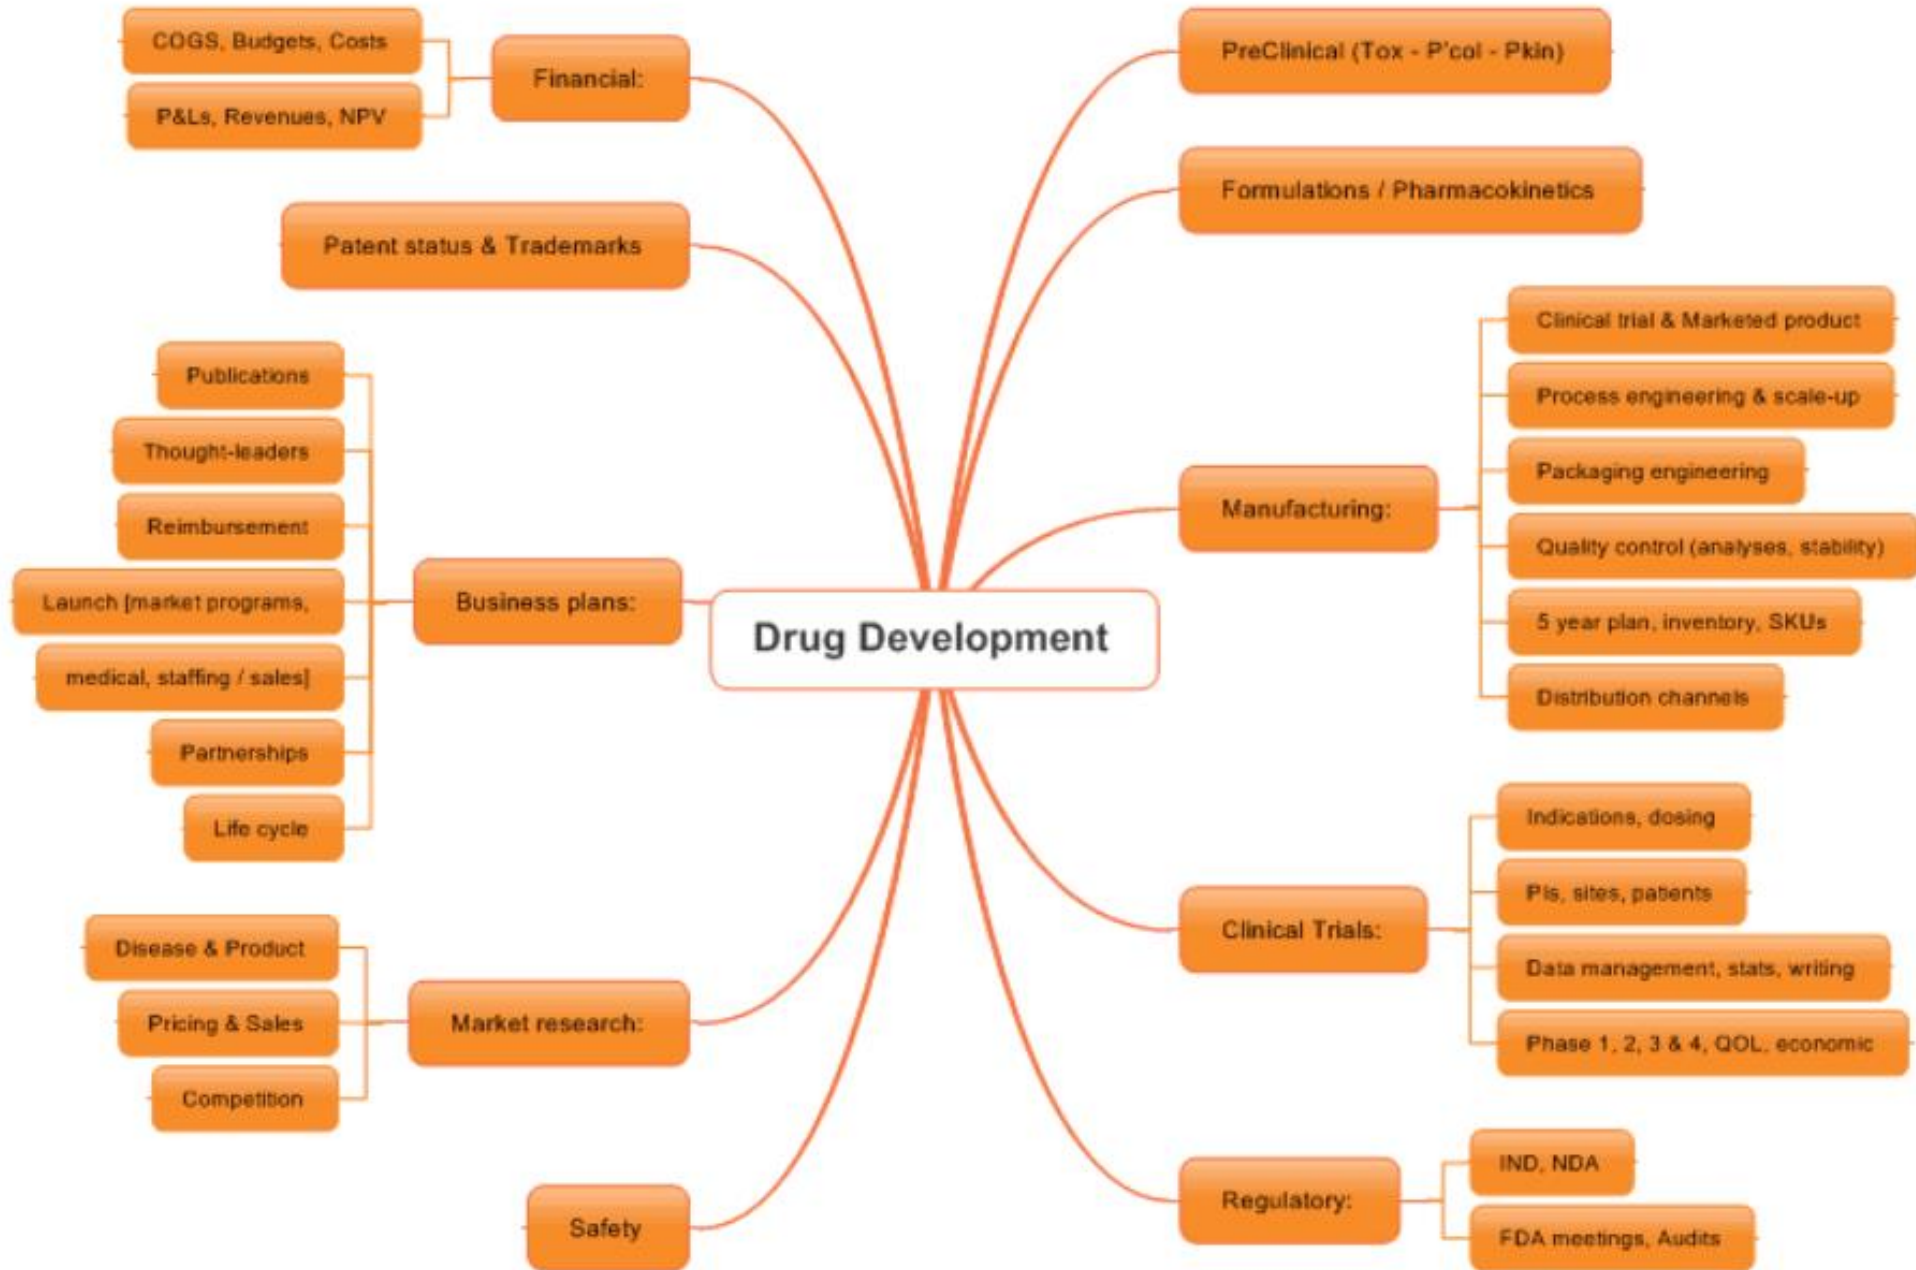 COGS, Budgets, Costs
P&Ls, Revenues, NPV
Financial:
Patent status & Trademarks
Publications
Thought-leaders
Reimbursement
Launch [market programs,
medical, staffing / sales]
Partnerships
Life cycle
Business plans:
Disease & Product
Pricing & Sales
Competition
Market research:
Safety
Drug Development
PreClinical (Tox - P'col - Pkin)
Formulations / Pharmacokinetics
Manufacturing:
Clinical trial & Marketed product
Process engineering & scale-up
Packaging engineering
Quality control (analyses, stability)
5 year plan, inventory, SKUs
Distribution channels
Clinical Trials:
Indications, dosing
PIs, sites, patients
Data management, stats, writing
Phase 1, 2, 3 & 4, QOL, economic
Regulatory:
IND, NDA
FDA meetings, Audits